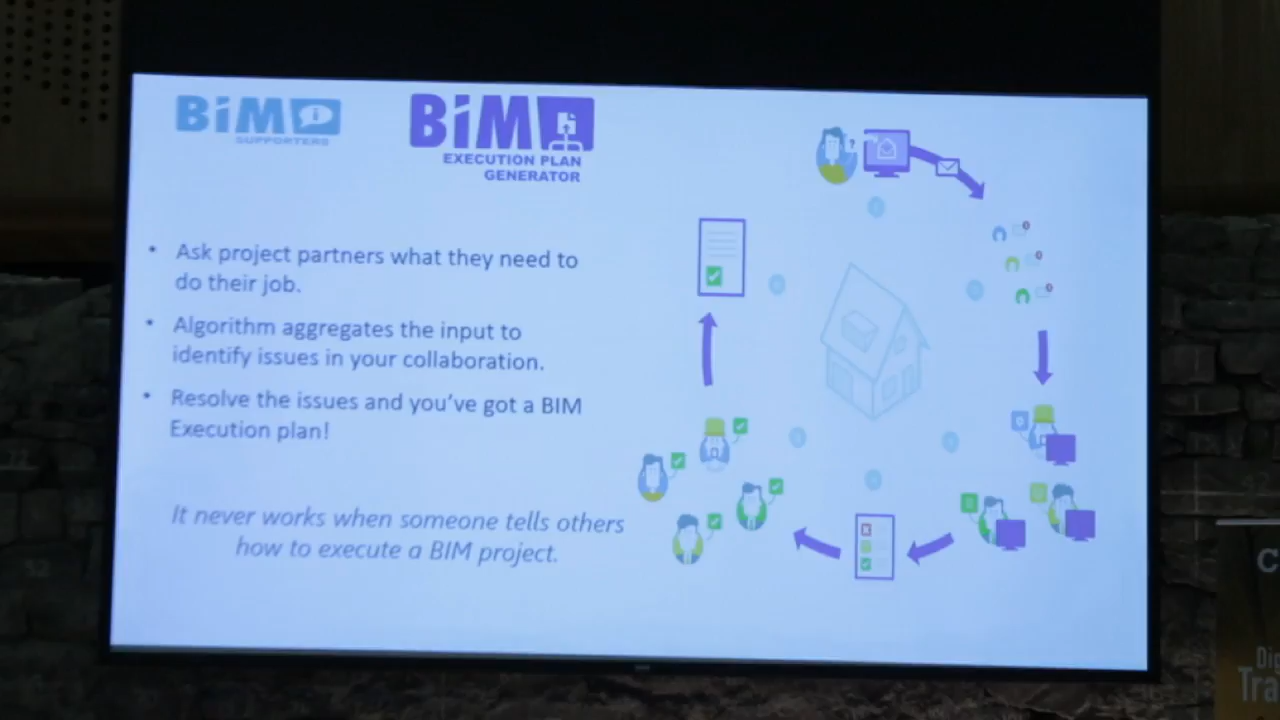 BiM
SUPPORTERS
BiM
EXECUTION PLAN
GENERATOR
• Ask project partners what they need to
do their job.
• Algorithm aggregates the input to
identify issues in your collaboration.
• Resolve the issues and you've got a BIM
Execution plan!
It never works when someone tells others
how to execute a BIM project.
C
Dig
Tra